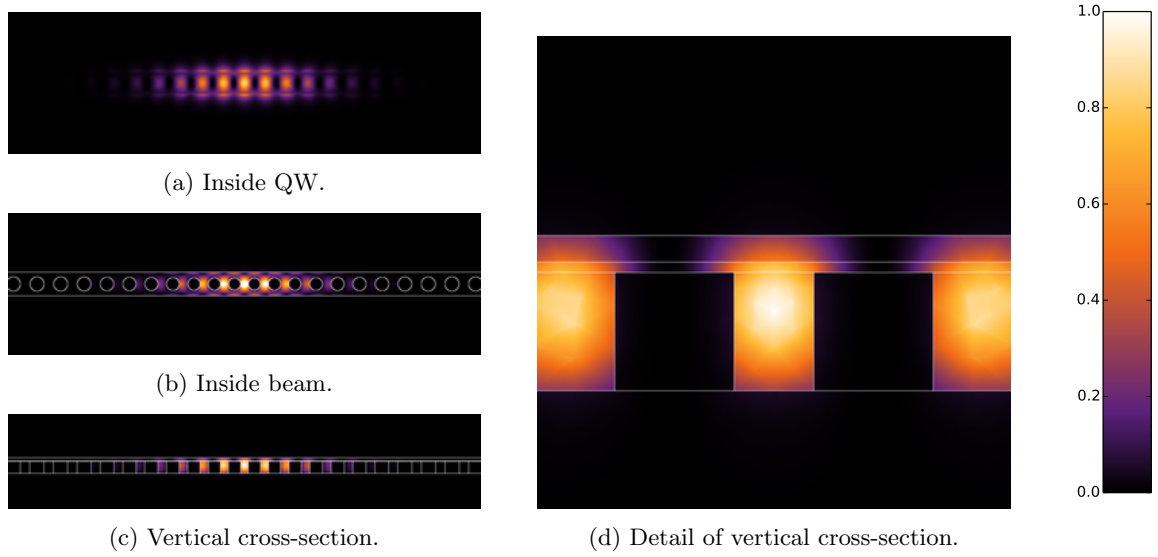 (a) Inside QW.
(b) Inside beam.
(c) Vertical cross-section.
(d) Detail of vertical cross-section.
1.0
0.8
0.6
0.4
0.2
0.0